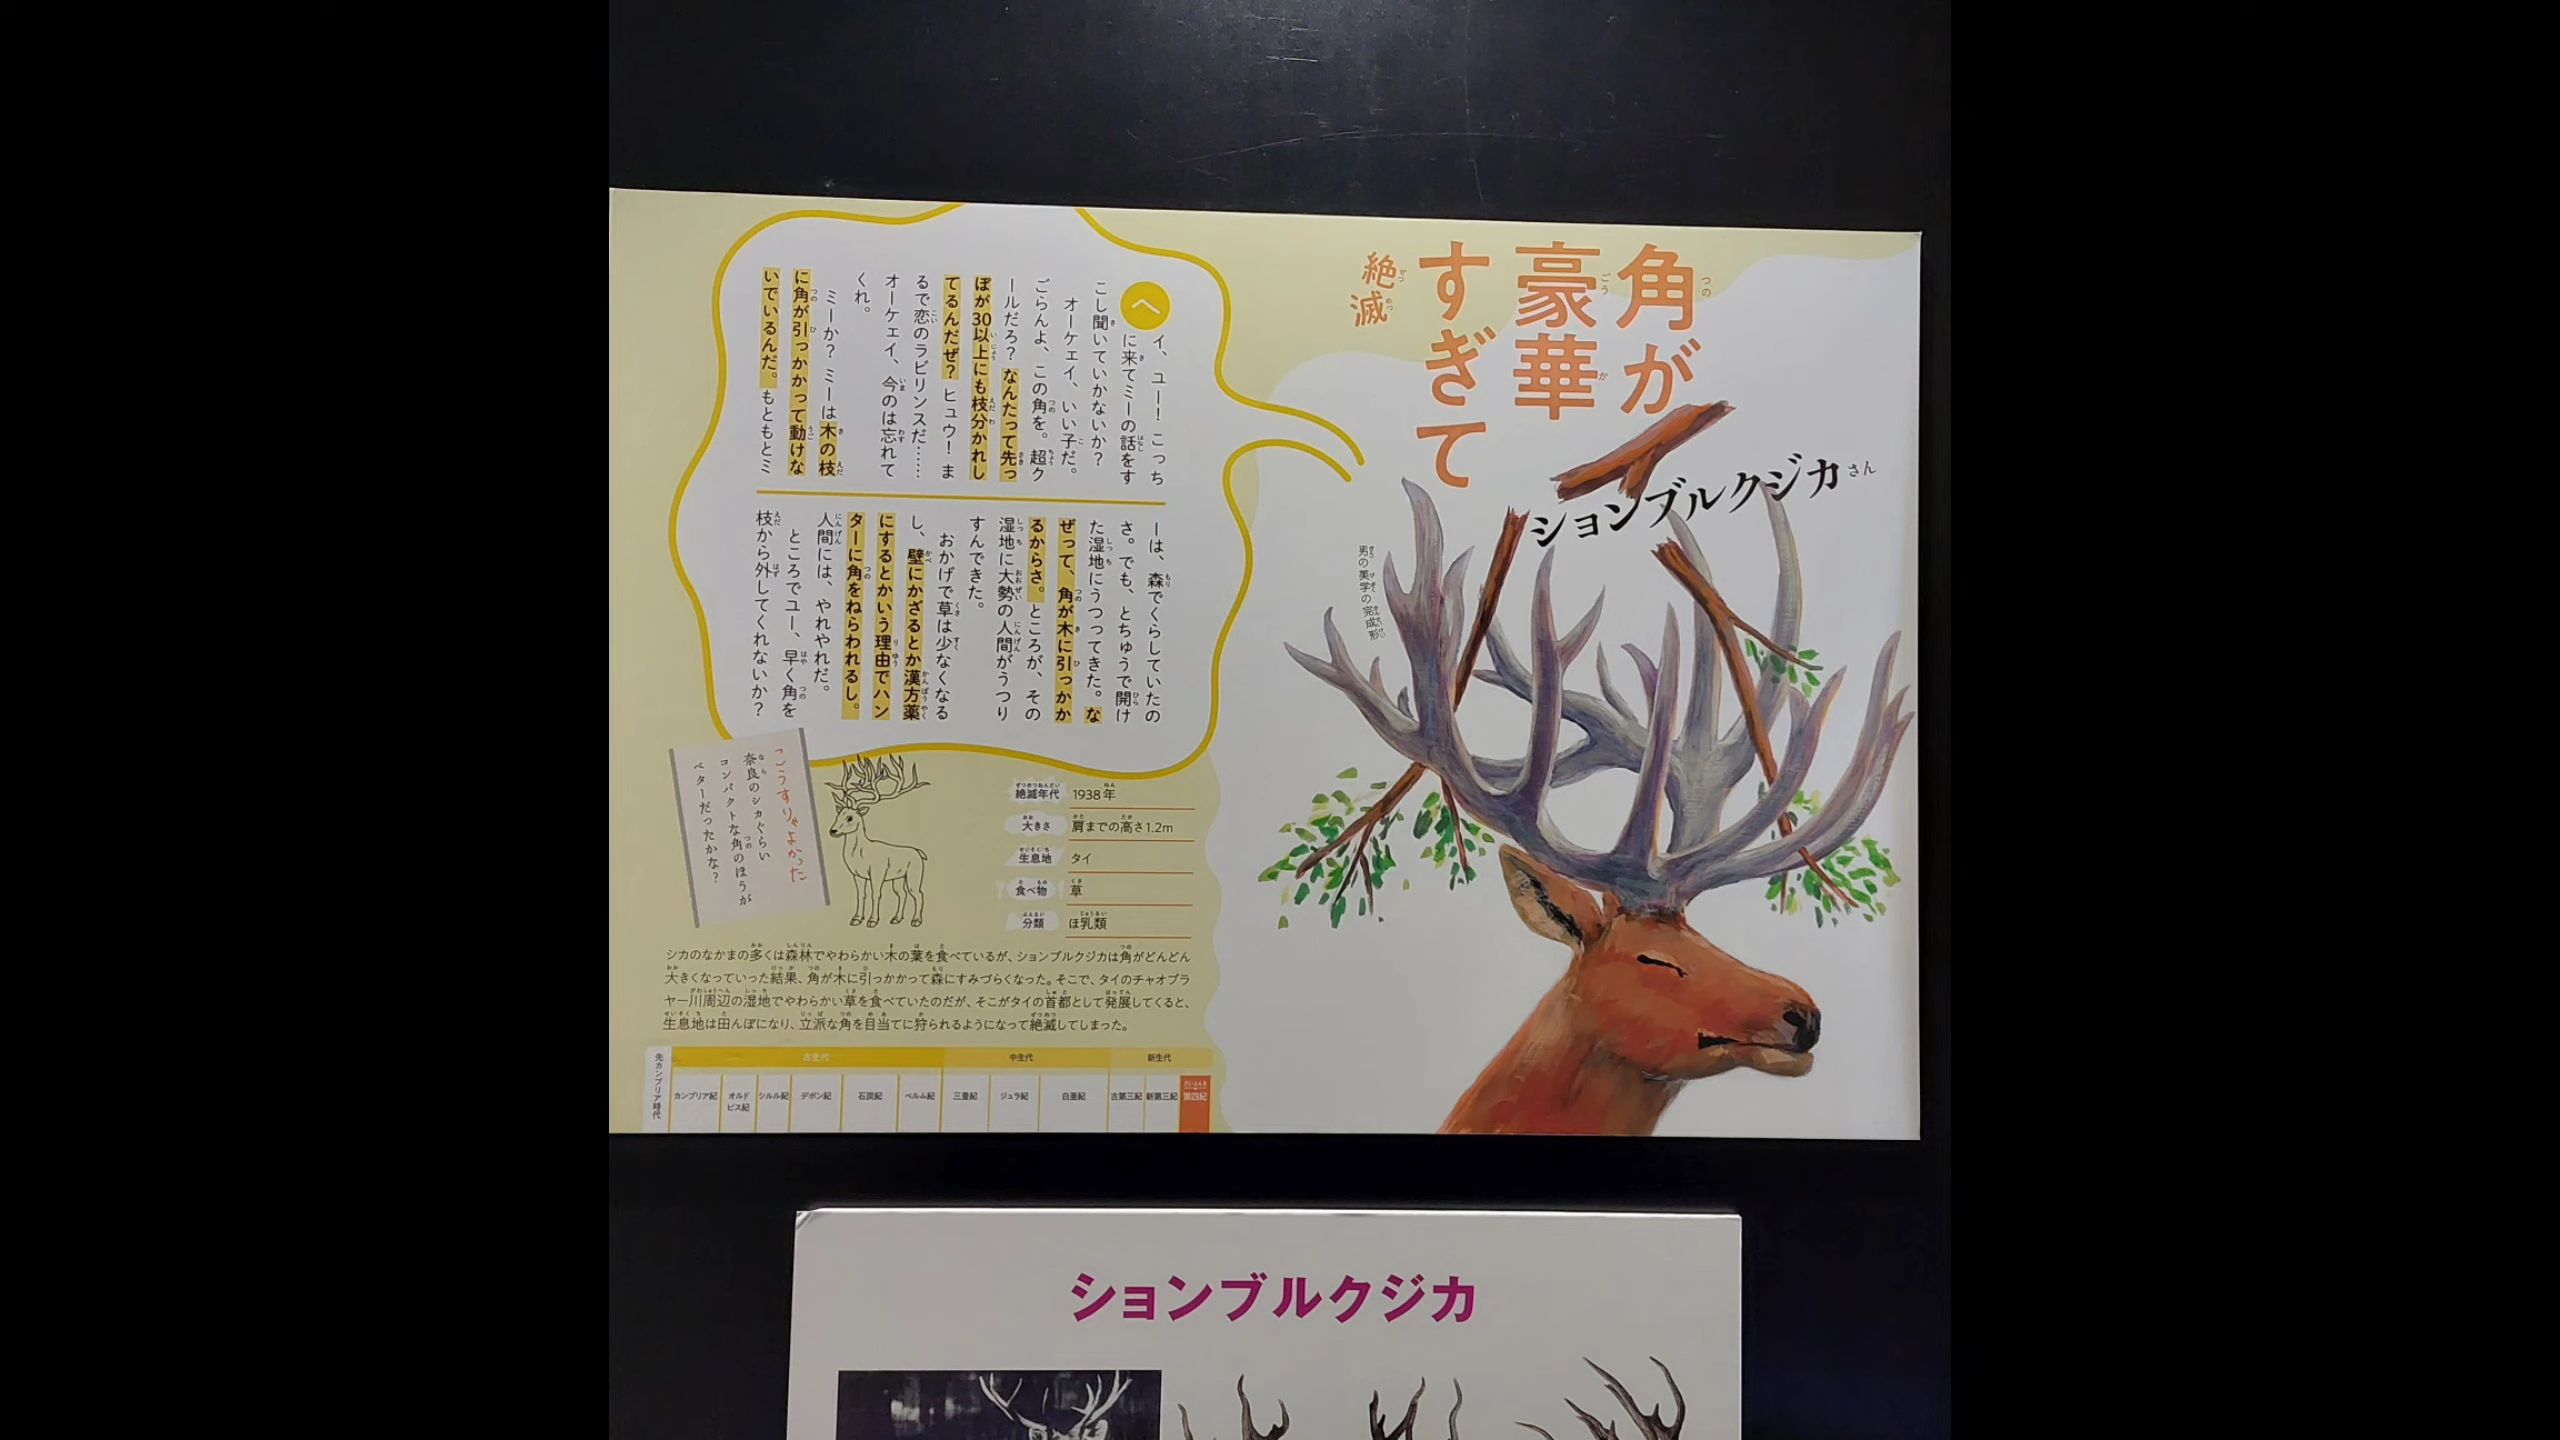 角が
豪華
すぎて
絶滅
ションブルクジカさん
男の美学の完成形
ヘイ、ユー！ こっち
に来てミーの話をす
こし聞いていかないか？
オーケェイ、いい子だ。
ごらんよ、この角を。超ク
ールだろ？ なんたって先っ
ぽが30以上にも枝分かれし
てるんだぜ？ ヒュウ！ ま
るで恋のラビリンスだ……
オーケェイ、今のは忘れて
くれ。
ミーか？ ミーは木の枝
に角が引っかかって動けな
いでいるんだ。もともとミ
ーは、森でくらしていたの
さ。でも、とちゅうで開け
た湿地にうつってきた。な
ぜって、角が木に引っかか
るからさ。ところが、その
湿地に大勢の人間がうつり
すんできた。
おかげで草は少なくなる
し、壁にかざるとか漢方薬
にするとかいう理由でハン
ターに角をねらわれるし。
人間には、やれやれだ。
ところでユー、早く角を
枝から外してくれないか？
こうすりゃよかった
奈良のシカぐらい
コンパクトな角のほうが
ベターだったかな？
絶滅年代 1938年
大きさ 肩までの高さ1.2m
生息地 タイ
食べ物 草
分類 ほ乳類
シカのなかまの多くは森林でやわらかい木の葉を食べているが、ションブルクジカは角がどんどん
大きくなっていった結果、角が木に引っかかって森にすみづらくなった。そこで、タイのチャオプラ
ヤー川周辺の湿地でやわらかい草を食べていたのだが、そこがタイの首都として発展してくると、
生息地は田んぼになり、立派な角を目当てに狩られるようになって絶滅してしまった。
先カンブリア時代
古生代 中生代 新生代
カンブリア紀 オルドビス紀 シルル紀 デボン紀 石炭紀 ペルム紀 三畳紀 ジュラ紀 白亜紀 古第三紀 新第三紀 第四紀
ションブルクジカ